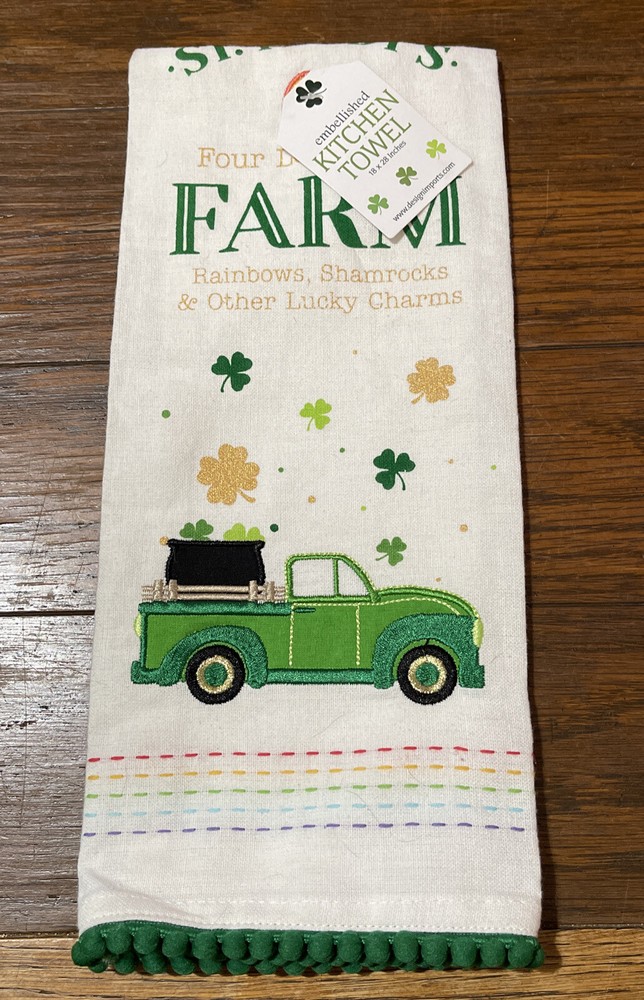 Four
FARM
Rainbows, Shamrocks
& Other Lucky Charms
embellished
KITCHEN
TOWEL
18 x 28 Inches
www.designimports.com